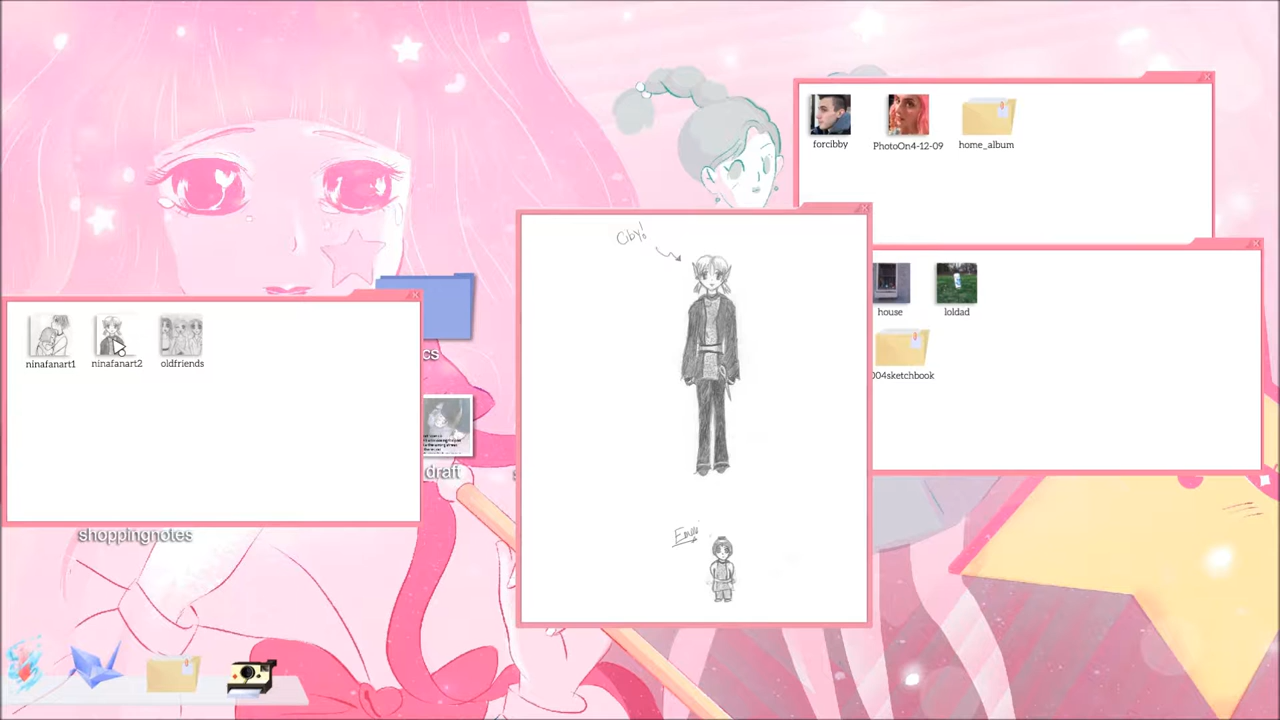 forcibby
PhotoOn4-12-09
home_album
Ciby!
house
loldad
004sketchbook
ninafanart1
ninafanart2
oldfriends
cs
draft
shoppingnotes